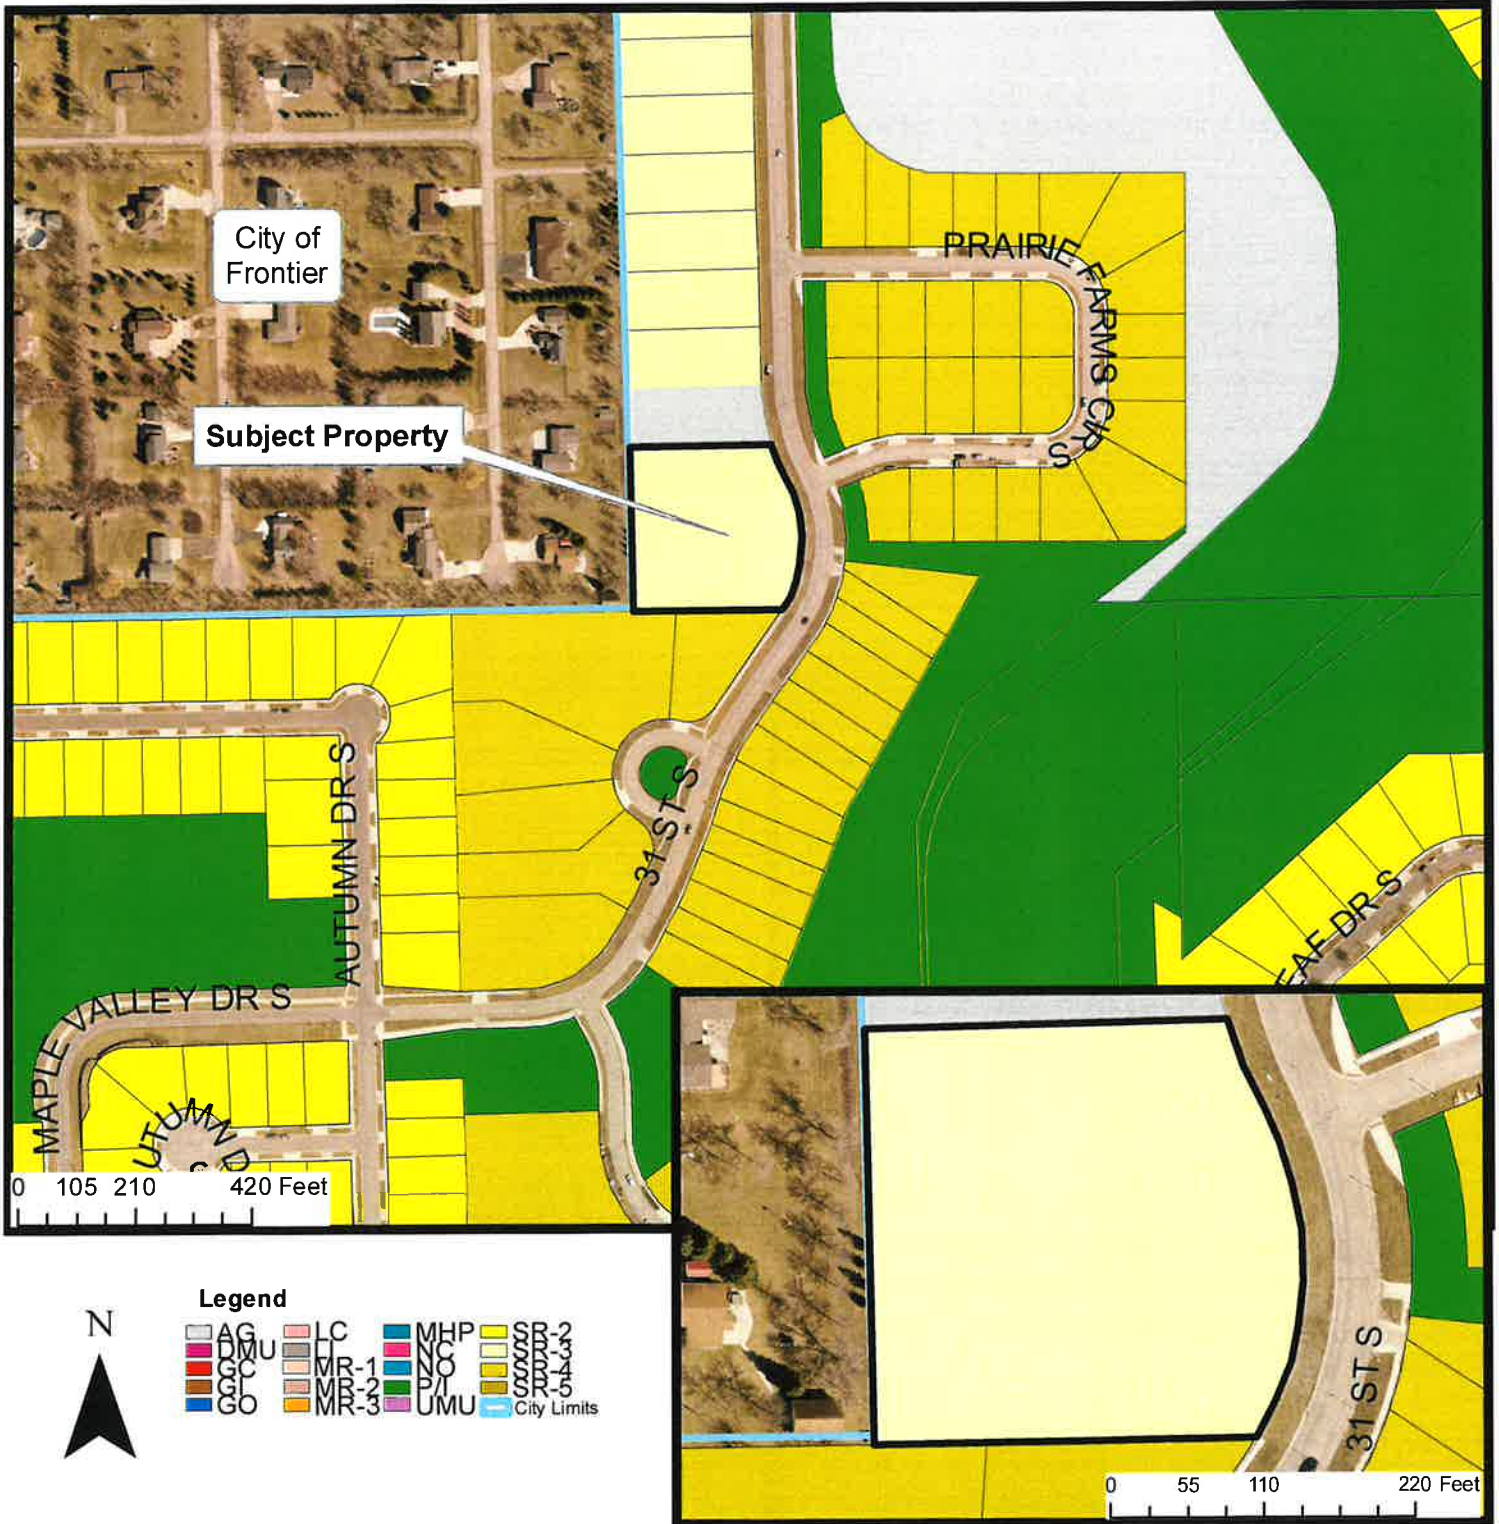 City of
Frontier
PRAIRIE FARMS CIR S
Subject Property
31 ST S
AUTUMN DR S
EAF DR S
MAPLE VALLEY DR S
UTUMN D
0 105 210 420 Feet
31 ST S
0 55 110 220 Feet
N
Legend
AG LC MHP SR-2
DMU LI NC SR-3
GC MR-1 NO SR-4
GI MR-2 P/I SR-5
GO MR-3 UMU City Limits